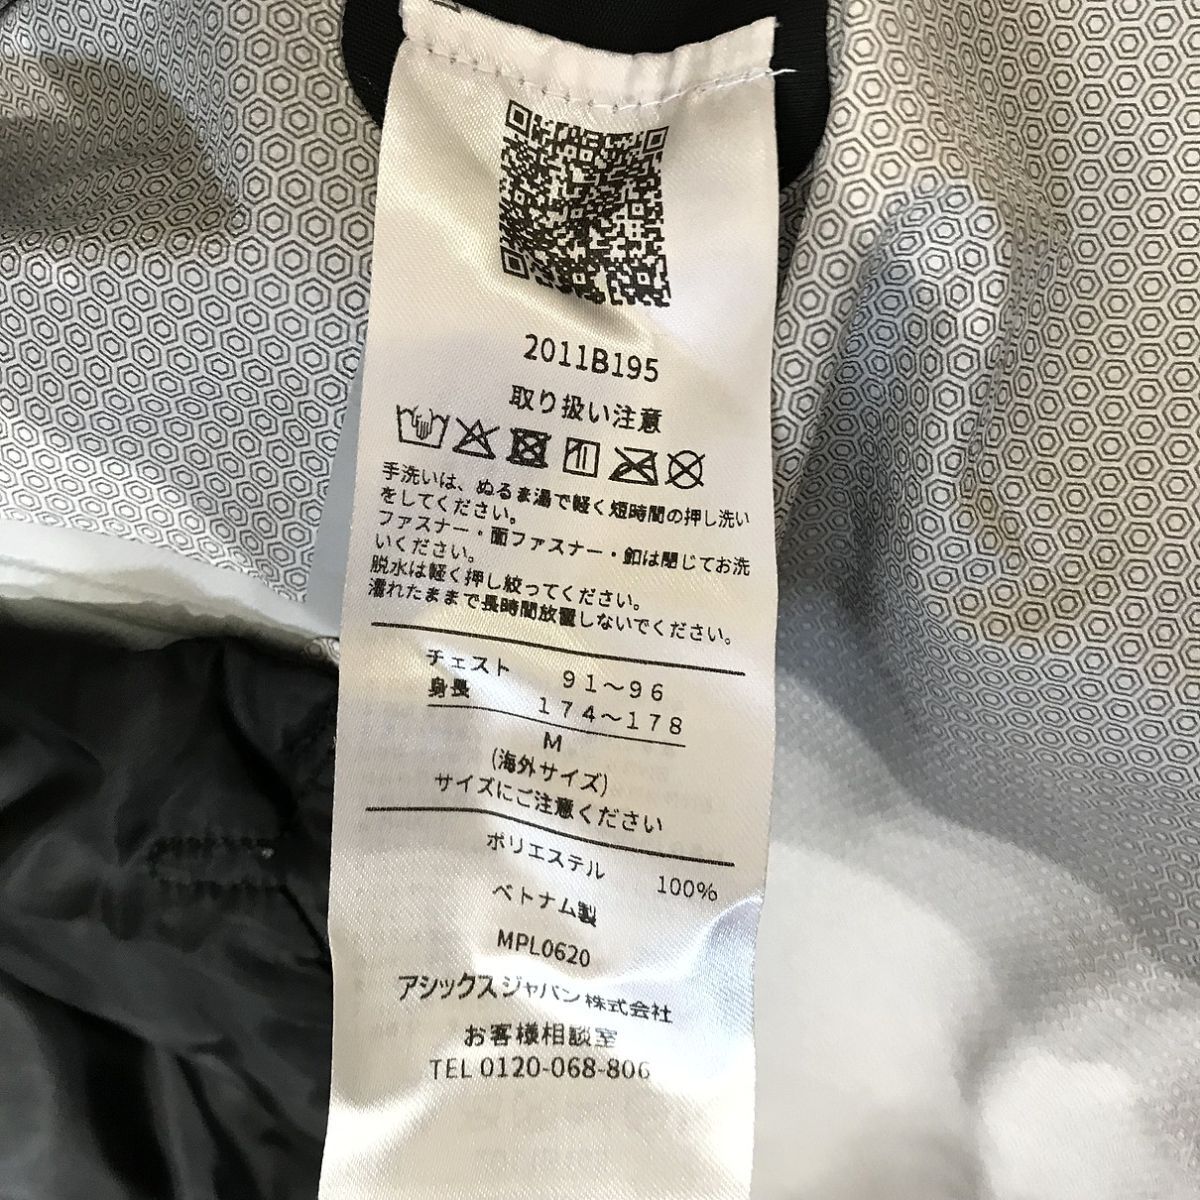 2011B195
取り扱い注意
手洗いは、ぬるま湯で軽く短時間の押し洗い
をしてください。
ファスナー・面ファスナー・釦は閉じてお洗
いください。
脱水は軽く押し絞ってください。
濡れたままで長時間放置しないでください。
チェスト 91～96
身長 174～178
M
(海外サイズ)
サイズにご注意ください
ポリエステル 100%
ベトナム製
MPL0620
アシックスジャパン株式会社
お客様相談室
TEL 0120-068-806